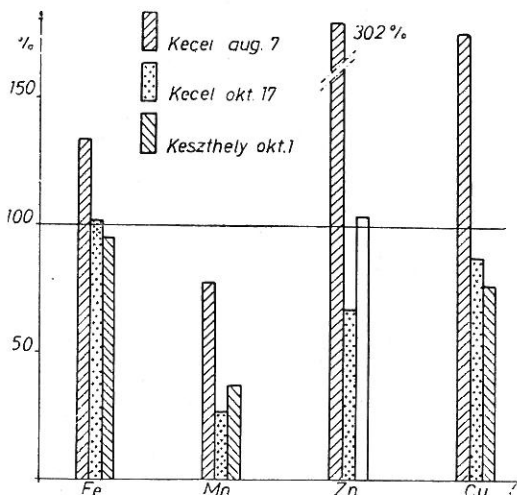 %
150
100
50
Kecel aug. 7
Kecel okt. 17
Keszthely okt. 1
302 %
Fe Mn Zn Cu